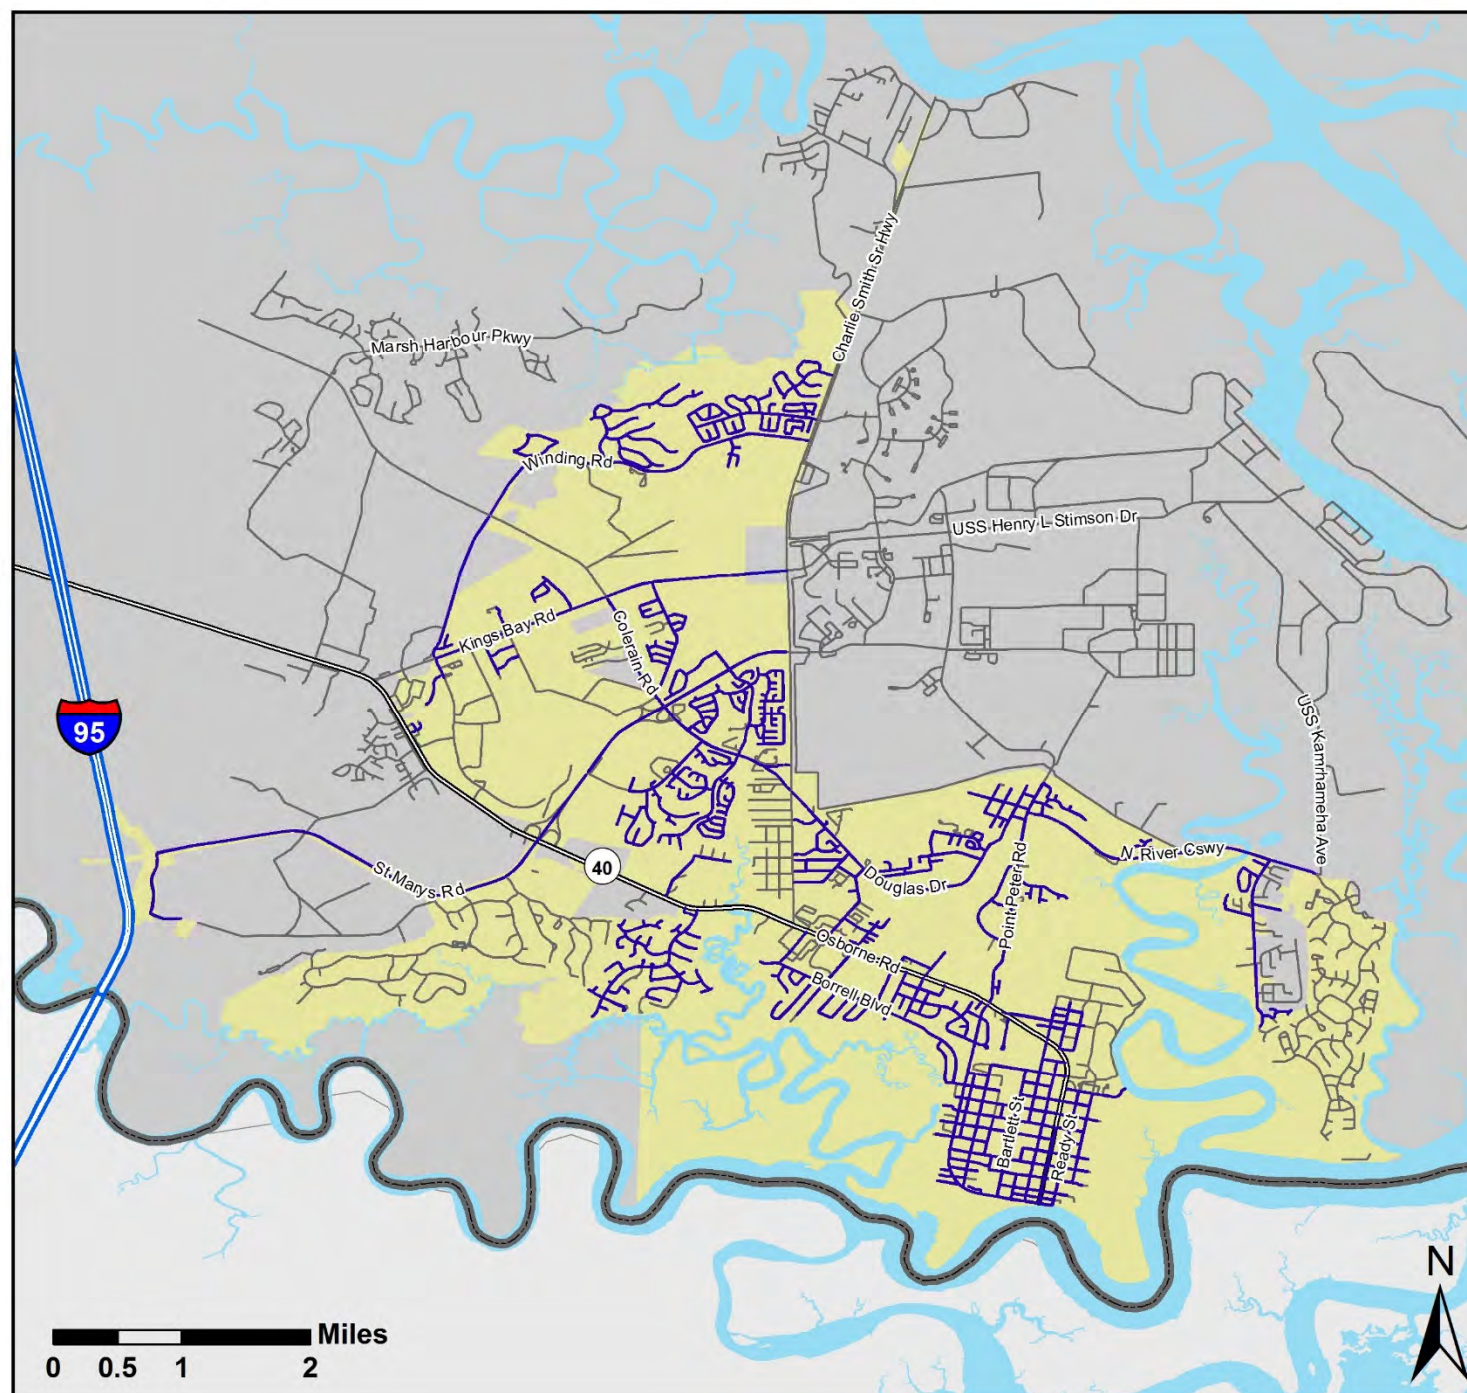 Charlie Smith Sr Hwy
Marsh Harbour Pkwy
Winding Rd
USS Henry L Stimson Dr
Kings Bay Rd
Colerain Rd
95
USS Kamrhameha Ave
St Marys Rd
40
Douglas Dr
Point Peter Rd
N River Cswy
Osborne Rd
Borrell Blvd
Bartlett St
Ready St
N
Miles
0 0.5 1 2